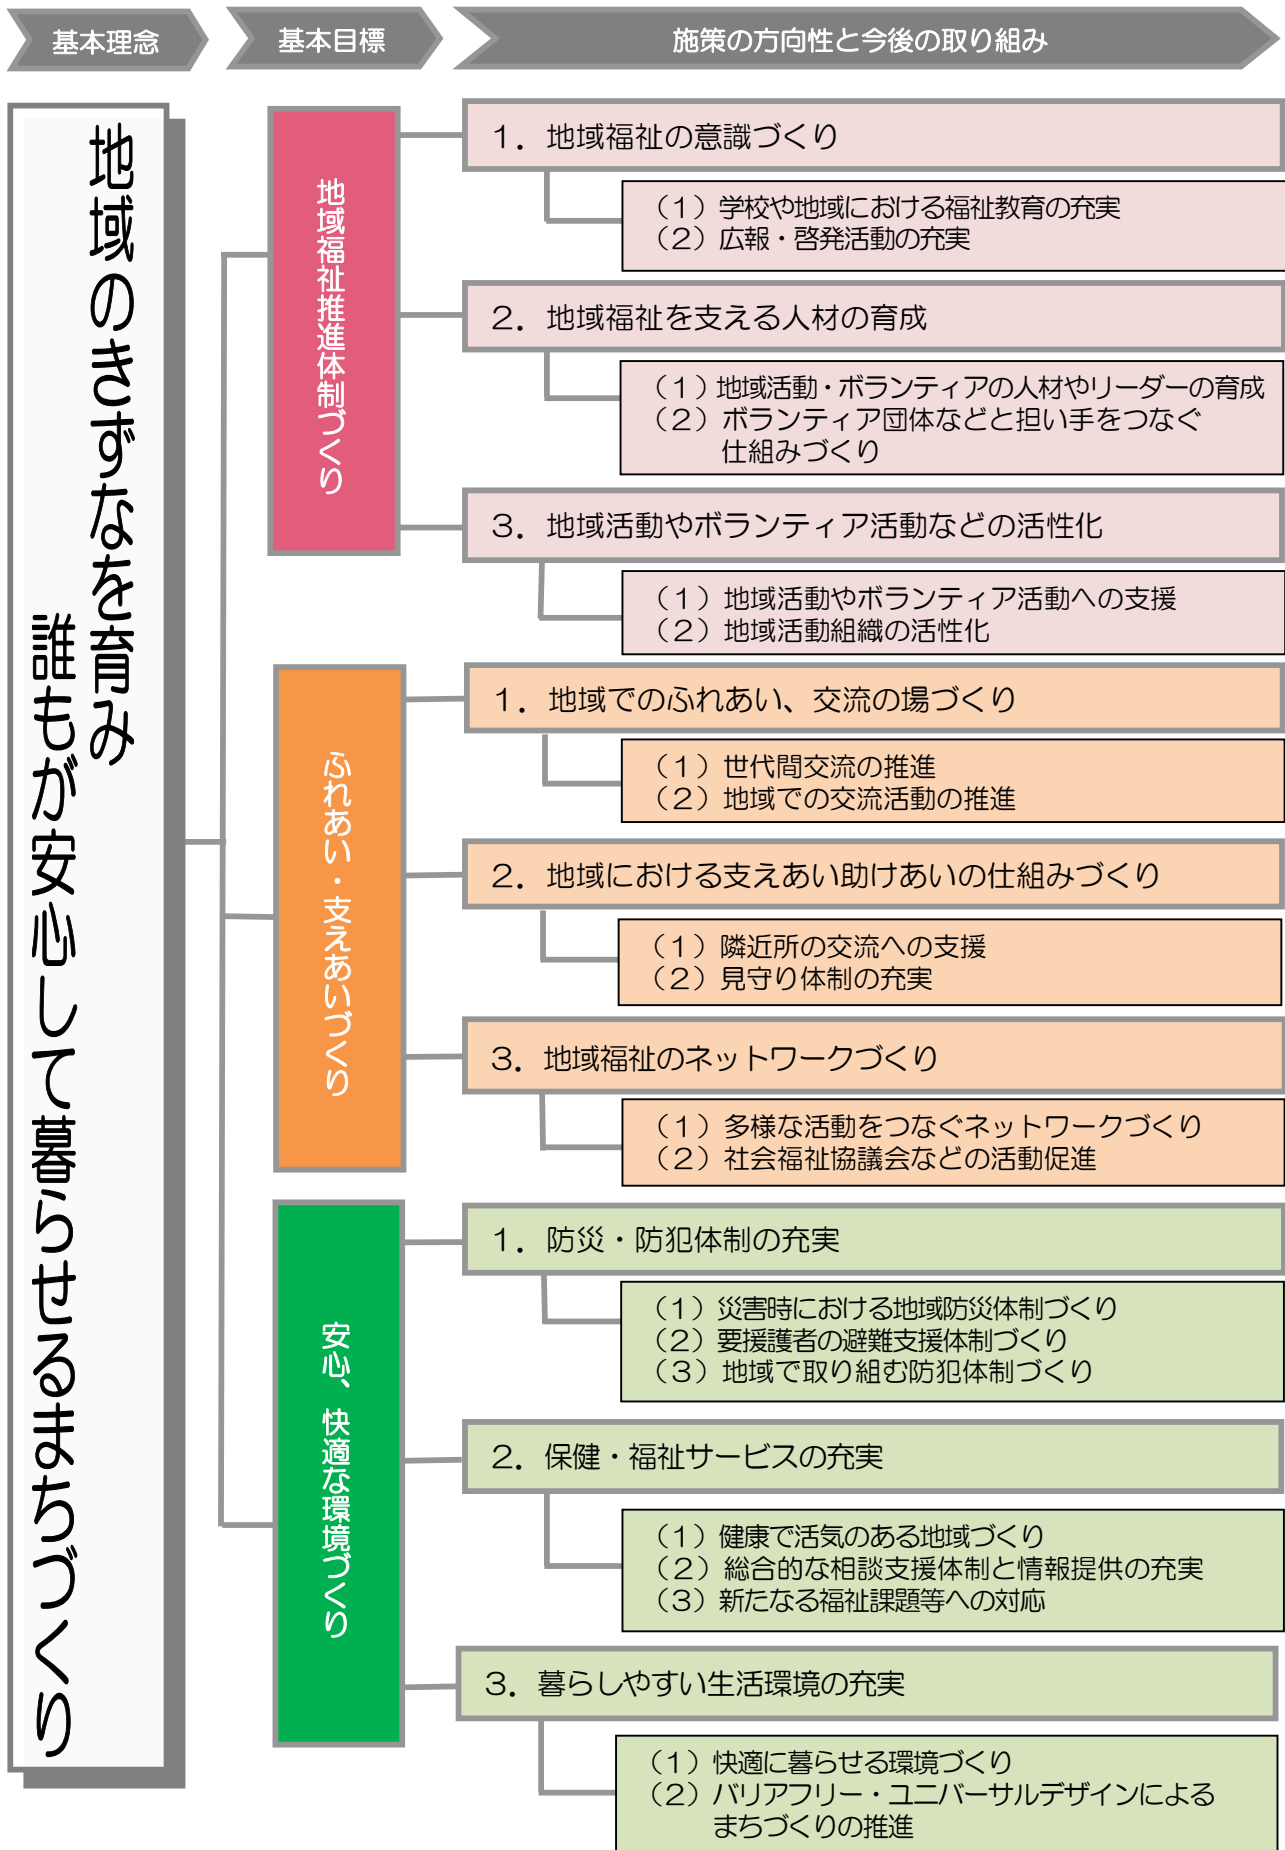 基本理念
基本目標
施策の方向性と今後の取り組み
地域のきずなを育み
誰もが安心して暮らせるまちづくり
地域福祉推進体制づくり
1．地域福祉の意識づくり
（1）学校や地域における福祉教育の充実
（2）広報・啓発活動の充実
2．地域福祉を支える人材の育成
（1）地域活動・ボランティアの人材やリーダーの育成
（2）ボランティア団体などと担い手をつなぐ
仕組みづくり
3．地域活動やボランティア活動などの活性化
（1）地域活動やボランティア活動への支援
（2）地域活動組織の活性化
ふれあい・支えあいづくり
1．地域でのふれあい、交流の場づくり
（1）世代間交流の推進
（2）地域での交流活動の推進
2．地域における支えあい助けあいの仕組みづくり
（1）隣近所の交流への支援
（2）見守り体制の充実
3．地域福祉のネットワークづくり
（1）多様な活動をつなぐネットワークづくり
（2）社会福祉協議会などの活動促進
安心、快適な環境づくり
1．防災・防犯体制の充実
（1）災害時における地域防災体制づくり
（2）要援護者の避難支援体制づくり
（3）地域で取り組む防犯体制づくり
2．保健・福祉サービスの充実
（1）健康で活気のある地域づくり
（2）総合的な相談支援体制と情報提供の充実
（3）新たなる福祉課題等への対応
3．暮らしやすい生活環境の充実
（1）快適に暮らせる環境づくり
（2）バリアフリー・ユニバーサルデザインによる
まちづくりの推進